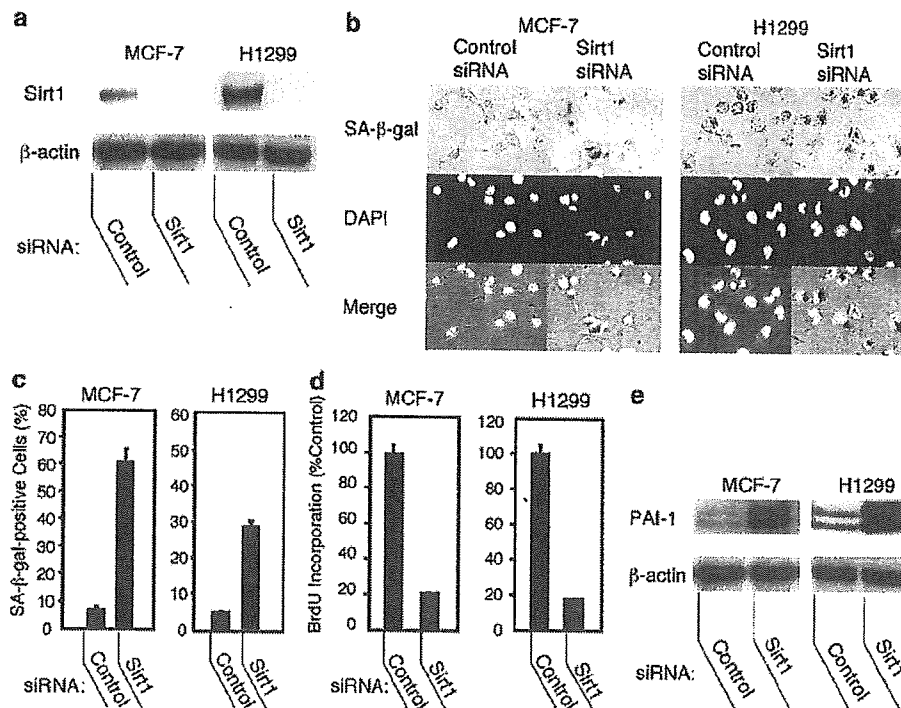 a
MCF-7 H1299
Sirt1
β-actin
siRNA: Control Sirt1 Control Sirt1
b
MCF-7 H1299
Control siRNA Sirt1 siRNA Control siRNA Sirt1 siRNA
SA-β-gal
DAPI
Merge
c
MCF-7 H1299
SA-β-gal-positive Cells (%)
80 70 60 50 40 30 20 10 0
60 50 40 30 20 10 0
siRNA: Control Sirt1 Control Sirt1
d
MCF-7 H1299
BrdU Incorporation (%Control)
120 100 80 60 40 20 0
120 100 80 60 40 20 0
siRNA: Control Sirt1 Control Sirt1
e
MCF-7 H1299
PAI-1
β-actin
siRNA: Control Sirt1 Control Sirt1